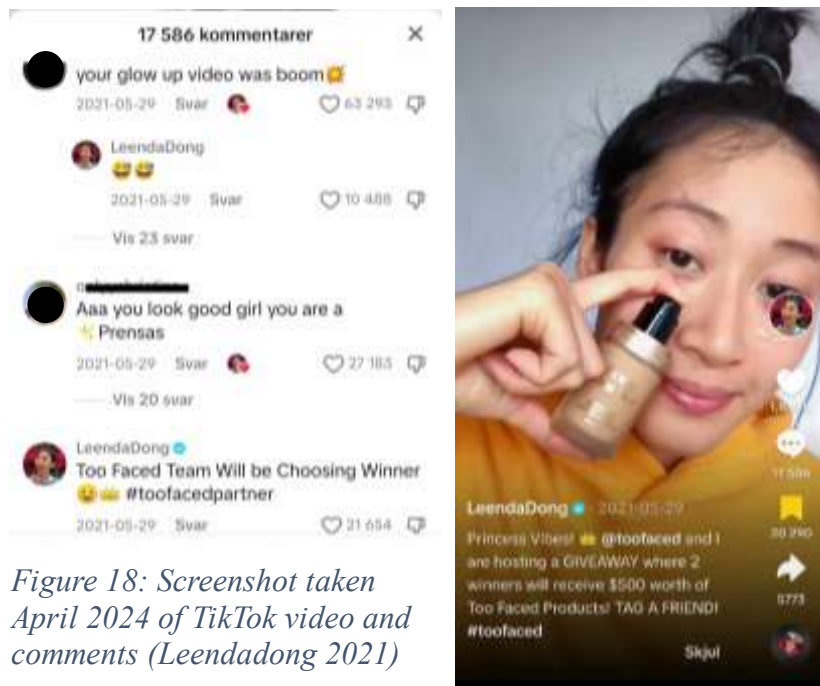 17 586 kommentarer
your glow up video was boom💥
2021-05-29 Svar 63 293
LeendaDong
😅😅
2021-05-29 Svar 10 488
Vis 23 svar
Aaa you look good girl you are a
✨Prensas
2021-05-29 Svar 27 183
Vis 20 svar
LeendaDong
Too Faced Team Will be Choosing Winner
😉👑 #toofacedpartner
2021-05-29 Svar 21 654
Figure 18: Screenshot taken
April 2024 of TikTok video and
comments (Leendadong 2021)
17 586
20 290
5773
LeendaDong · 2021-05-29
Princess Vibes! 👑 @toofaced and I
are hosting a GIVEAWAY where 2
winners will receive $500 worth of
Too Faced Products! TAG A FRIEND!
#toofaced
Skjul